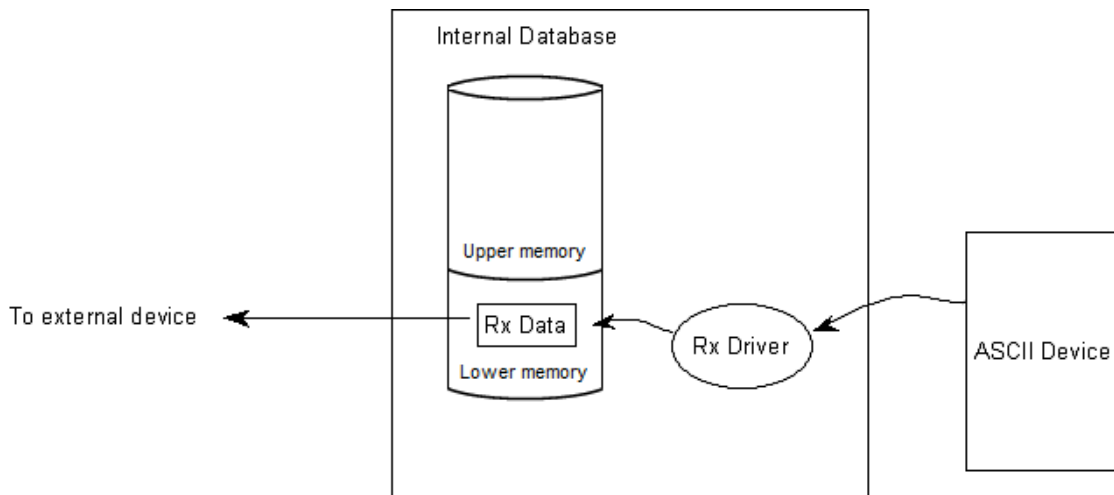 Internal Database
Upper memory
To external device
Rx Data
Rx Driver
ASCII Device
Lower memory